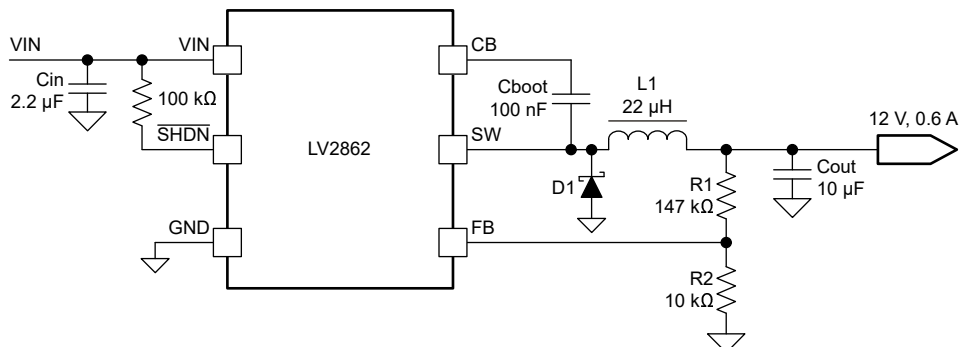 VIN
VIN
CB
Cin
2.2 µF
100 kΩ
SHDN
LV2862
Cboot
100 nF
SW
L1
22 µH
12 V, 0.6 A
D1
R1
147 kΩ
Cout
10 µF
GND
FB
R2
10 kΩ